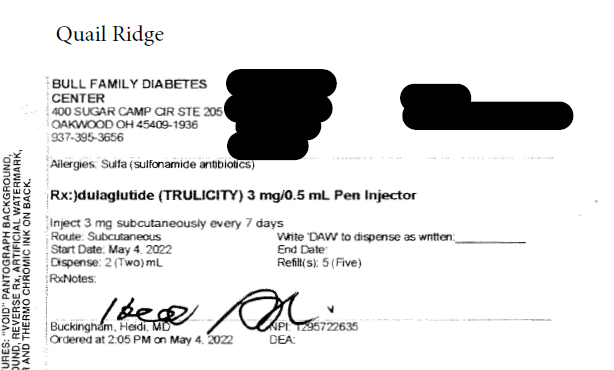 Quail Ridge
BULL FAMILY DIABETES
CENTER
400 SUGAR CAMP CIR STE 205
OAKWOOD OH 45409-1936
937-395-3656
Allergies: Sulfa (sulfonamide antibiotics)
Rx:)dulaglutide (TRULICITY) 3 mg/0.5 mL Pen Injector
Inject 3 mg subcutaneously every 7 days
Route: Subcutaneous
Write 'DAW' to dispense as written:
Start Date: May 4, 2022
End Date:
Dispense: 2 (Two) mL
Refill(s): 5 (Five)
RxNotes:
Buckingham, Heidi, MD
NPI: 1295722635
Ordered at 2:05 PM on May 4, 2022
DEA:
URES: "VOID" PANTOGRAPH BACKGROUND,
OUND, REVERSE Rx, ARTIFICIAL WATERMARK,
R AND THERMO CHROMIC INK ON BACK.